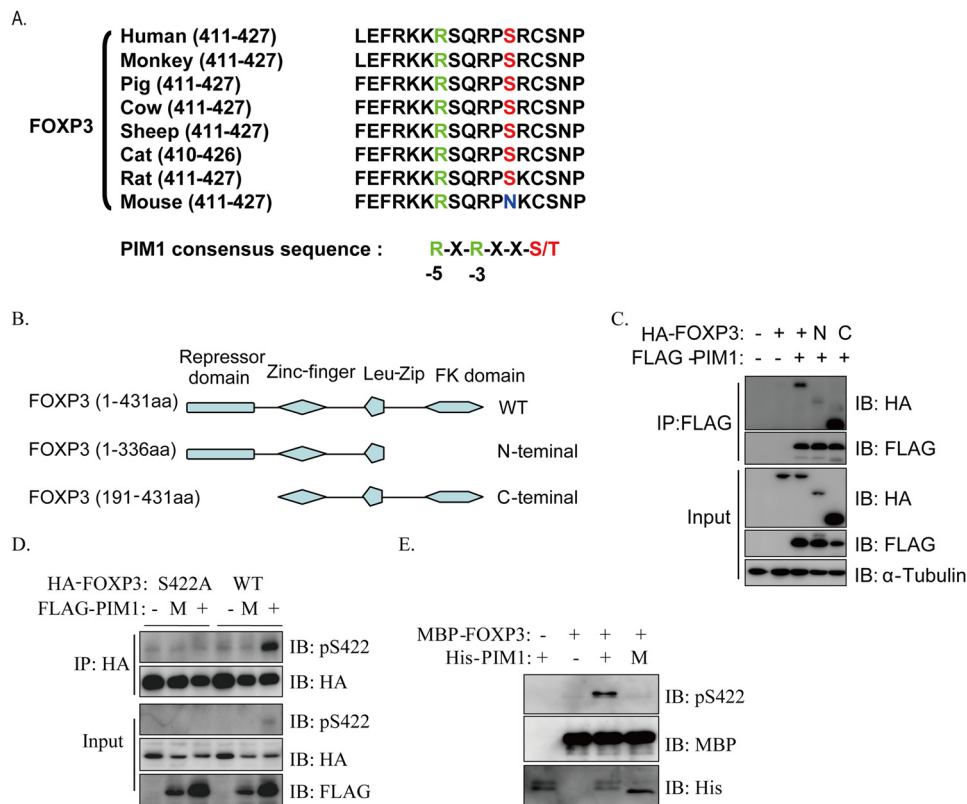 A.
FOXP3
Human (411-427) LEFRKKRSQRPSRCSNP
Monkey (411-427) LEFRKKRSQRPSRCSNP
Pig (411-427) FEFRKKRSQRPSRCSNP
Cow (411-427) FEFRKKRSQRPSRCSNP
Sheep (411-427) FEFRKKRSQRPSRCSNP
Cat (410-426) FEFRKKRSQRPSRCSNP
Rat (411-427) FEFRKKRSQRPSKCSNP
Mouse (411-427) FEFRKKRSQRPNKCSNP
PIM1 consensus sequence : R-X-R-X-X-S/T
-5 -3
B.
Repressor domain Zinc-finger Leu-Zip FK domain
FOXP3 (1-431aa) WT
FOXP3 (1-336aa) N-teminal
FOXP3 (191-431aa) C-teminal
C.
HA-FOXP3: - + + N C
FLAG-PIM1: - - + + +
IP:FLAG
IB: HA
IB: FLAG
Input
IB: HA
IB: FLAG
IB: α-Tubulin
D.
HA-FOXP3: S422A WT
FLAG-PIM1: - M + - M +
IP: HA
IB: pS422
IB: HA
Input
IB: pS422
IB: HA
IB: FLAG
E.
MBP-FOXP3: - + + +
His-PIM1: + - + M
IB: pS422
IB: MBP
IB: His